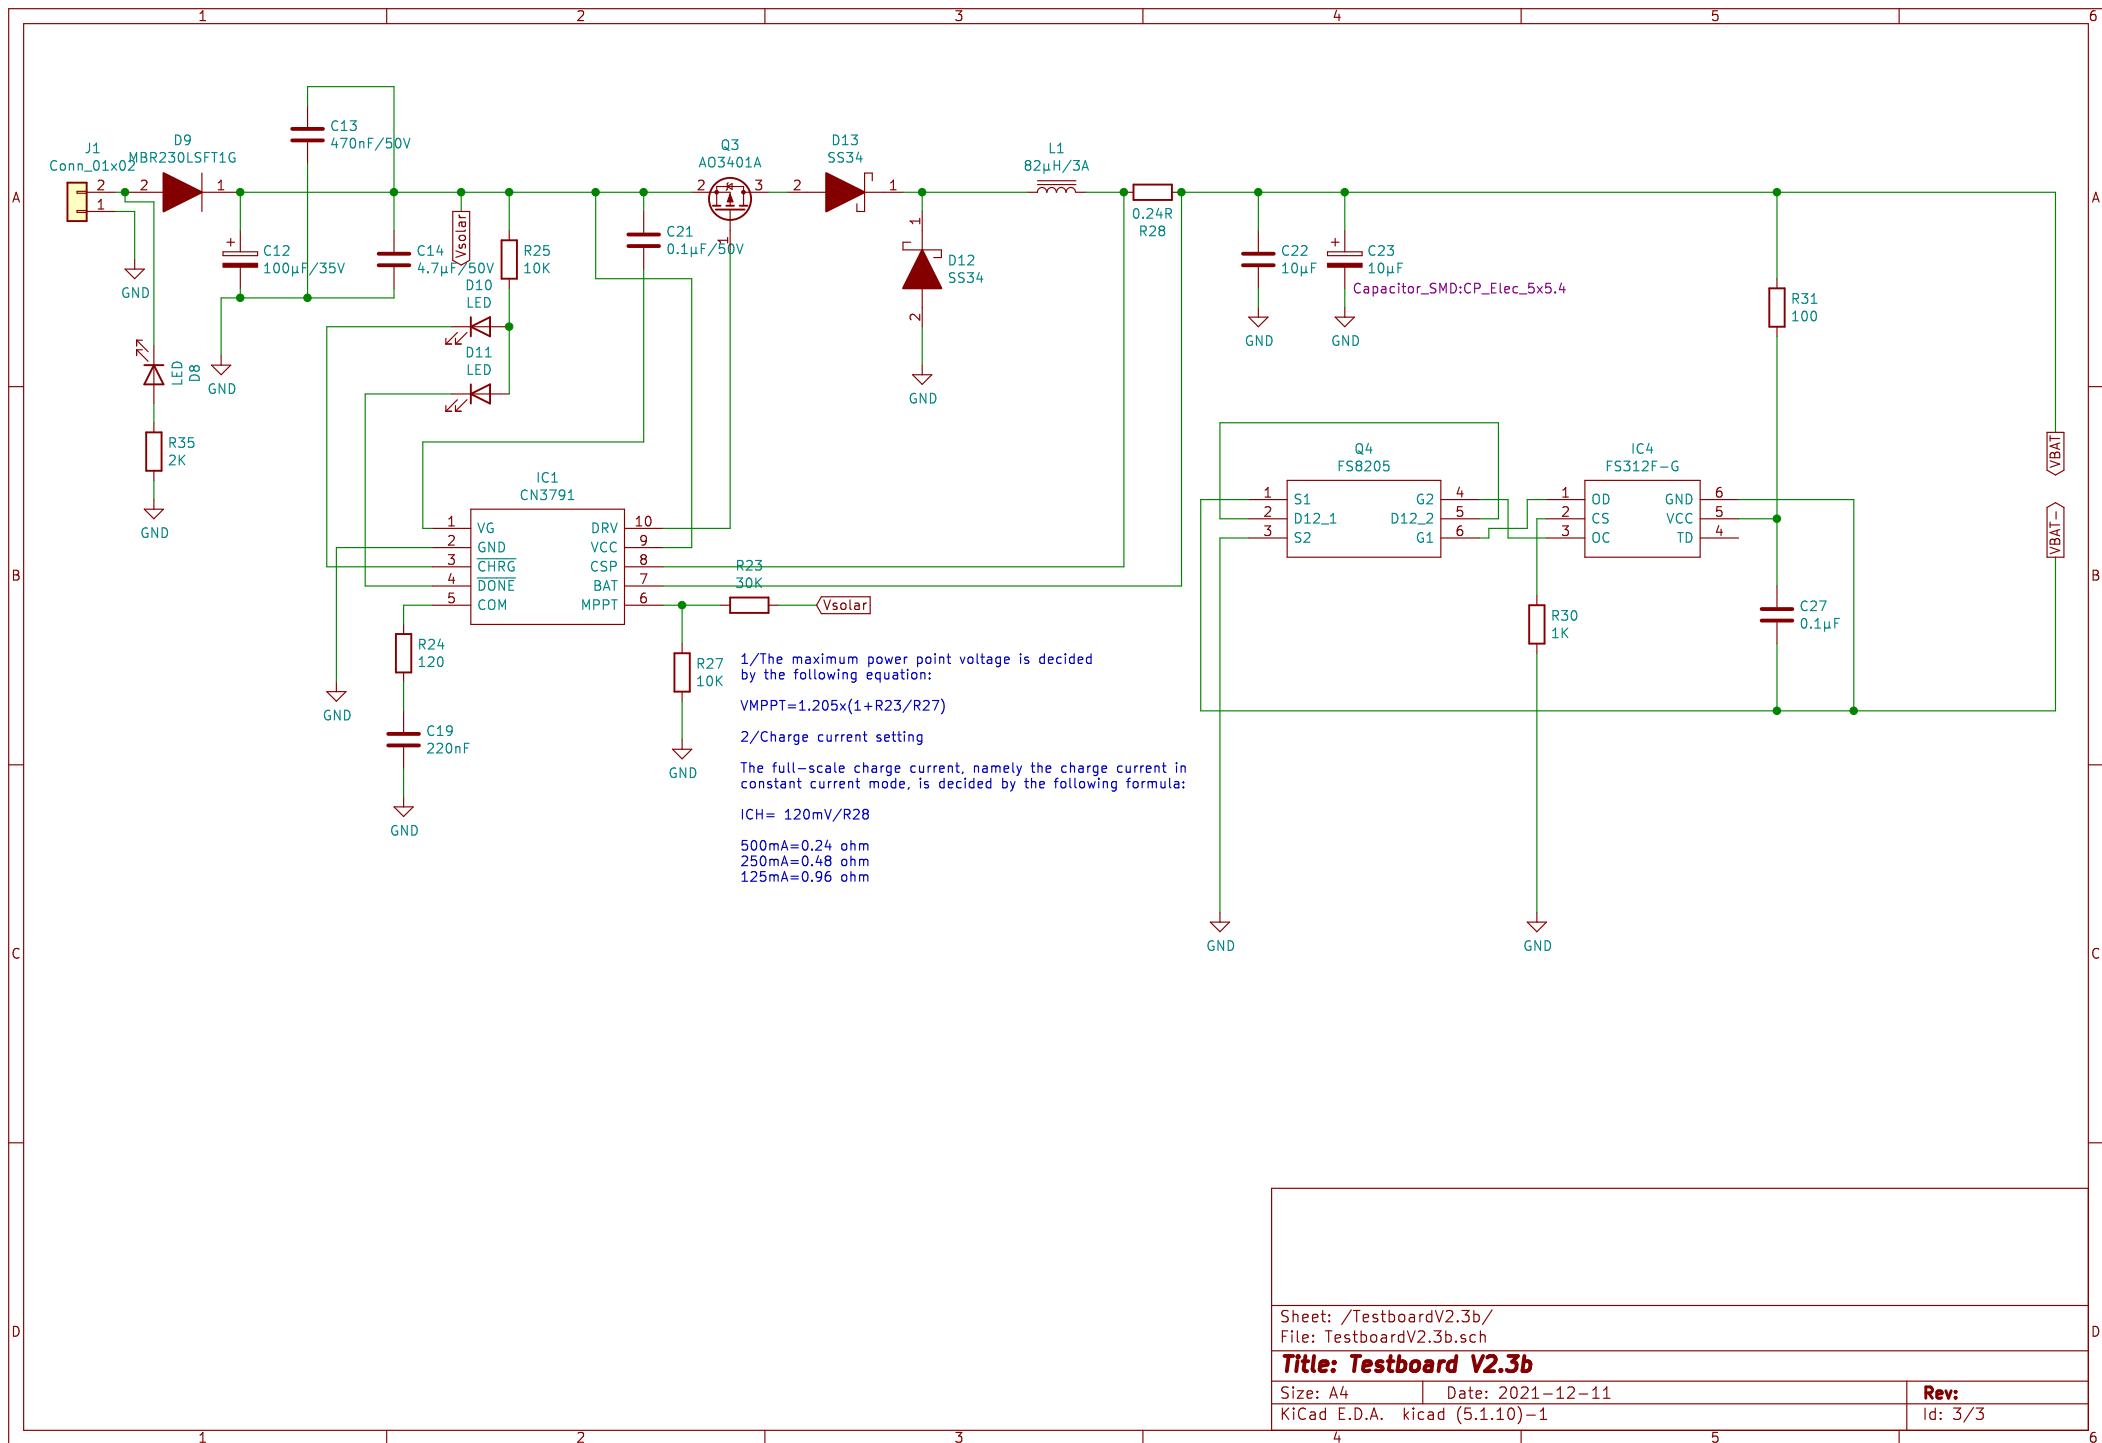 1 2 3 4 5 6
A
A
B
B
C
C
D
D
J1
Conn_01x02
2
1
GND
D9
MBR230LSFT1G
2 1
C13
470nF/50V
+
C12
100µF/35V
GND
C14
4.7µF/50V
Vsolar
R25
10K
D10
LED
D11
LED
LED
D8
R35
2K
GND
C21
0.1µF/50V
Q3
AO3401A
2 3
1
D13
SS34
2 1
1
D12
SS34
2
GND
L1
82µH/3A
0.24R
R28
C22
10µF
GND
+
C23
10µF
Capacitor_SMD:CP_Elec_5x5.4
GND
R31
100
VBAT
VBAT-
IC1
CN3791
1 VG DRV 10
2 GND VCC 9
3 CHRG CSP 8
4 DONE BAT 7
5 COM MPPT 6
R23
30K
Vsolar
R24
120
C19
220nF
GND
GND
R27
10K
GND
Q4
FS8205
1 S1 G2 4
2 D12_1 D12_2 5
3 S2 G1 6
IC4
FS312F-G
1 OD GND 6
2 CS VCC 5
3 OC TD 4
R30
1K
C27
0.1µF
GND
GND
1/The maximum power point voltage is decided
by the following equation:
VMPPT=1.205x(1+R23/R27)
2/Charge current setting
The full-scale charge current, namely the charge current in
constant current mode, is decided by the following formula:
ICH= 120mV/R28
500mA=0.24 ohm
250mA=0.48 ohm
125mA=0.96 ohm
Sheet: /TestboardV2.3b/
File: TestboardV2.3b.sch
Title: Testboard V2.3b
Size: A4 Date: 2021-12-11 Rev:
KiCad E.D.A. kicad (5.1.10)-1 Id: 3/3
1 2 3 4 5 6